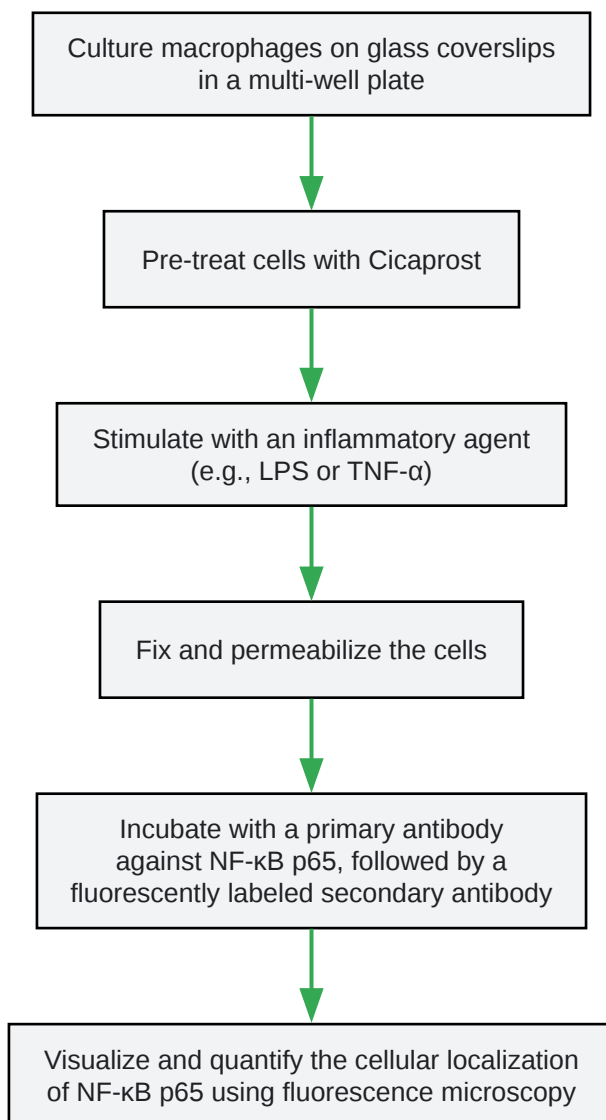 Culture macrophages on glass coverslips
in a multi-well plate
Pre-treat cells with Cicaprost
Stimulate with an inflammatory agent
(e.g., LPS or TNF-α)
Fix and permeabilize the cells
Incubate with a primary antibody
against NF-κB p65, followed by a
fluorescently labeled secondary antibody
Visualize and quantify the cellular localization
of NF-κB p65 using fluorescence microscopy